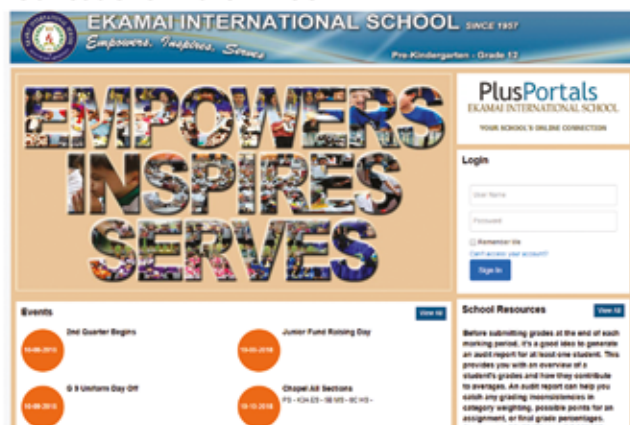 EKAMAI INTERNATIONAL SCHOOL SINCE 1957
Empowers, Inspires, Serves
Pre-Kindergarten - Grade 12
EMPOWERS
INSPIRES
SERVES
PlusPortals
EKAMAI INTERNATIONAL SCHOOL
YOUR SCHOOL'S ONLINE CONNECTION
Login
User Name
Password
Remember Me
Can't access your account?
Sign In
Events
View All
2nd Quarter Begins
Junior Fund Raising Day
G 9 Uniform Day Off
Chapel All Sections
School Resources
View All
Before submitting grades at the end of each
marking period, it's a good idea to generate
an audit report for at least one student. This
provides you with an overview of a
student's grades and how they contribute
to averages. An audit report can help you
catch any grading inconsistencies in
category weighting, possible points for an
assignment, or final grade percentages.